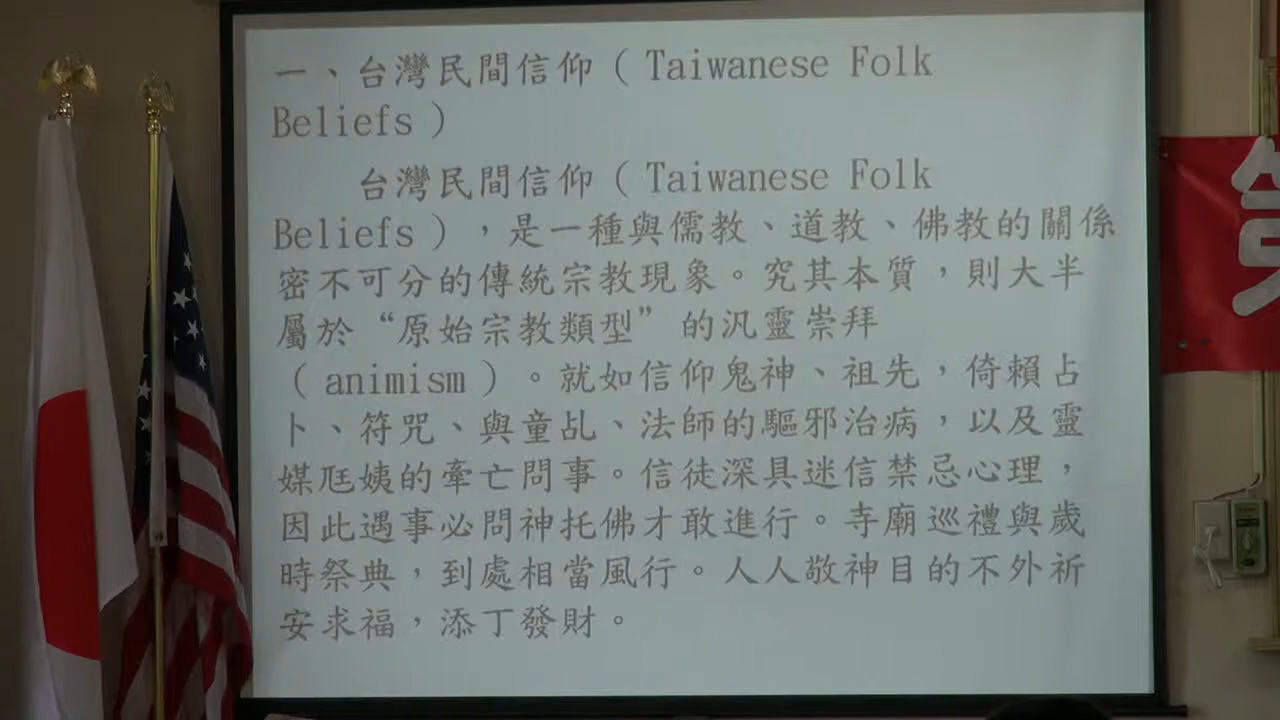 一、台灣民間信仰（Taiwanese Folk
Beliefs）
台灣民間信仰（Taiwanese Folk
Beliefs），是一種與儒教、道教、佛教的關係
密不可分的傳統宗教現象。究其本質，則大半
屬於“原始宗教類型”的汎靈崇拜
（animism）。就如信仰鬼神、祖先，倚賴占
卜、符咒、與童乩、法師的驅邪治病，以及靈
媒尪姨的牽亡問事。信徒深具迷信禁忌心理，
因此遇事必問神托佛才敢進行。寺廟巡禮與歲
時祭典，到處相當風行。人人敬神目的不外祈
安求福，添丁發財。